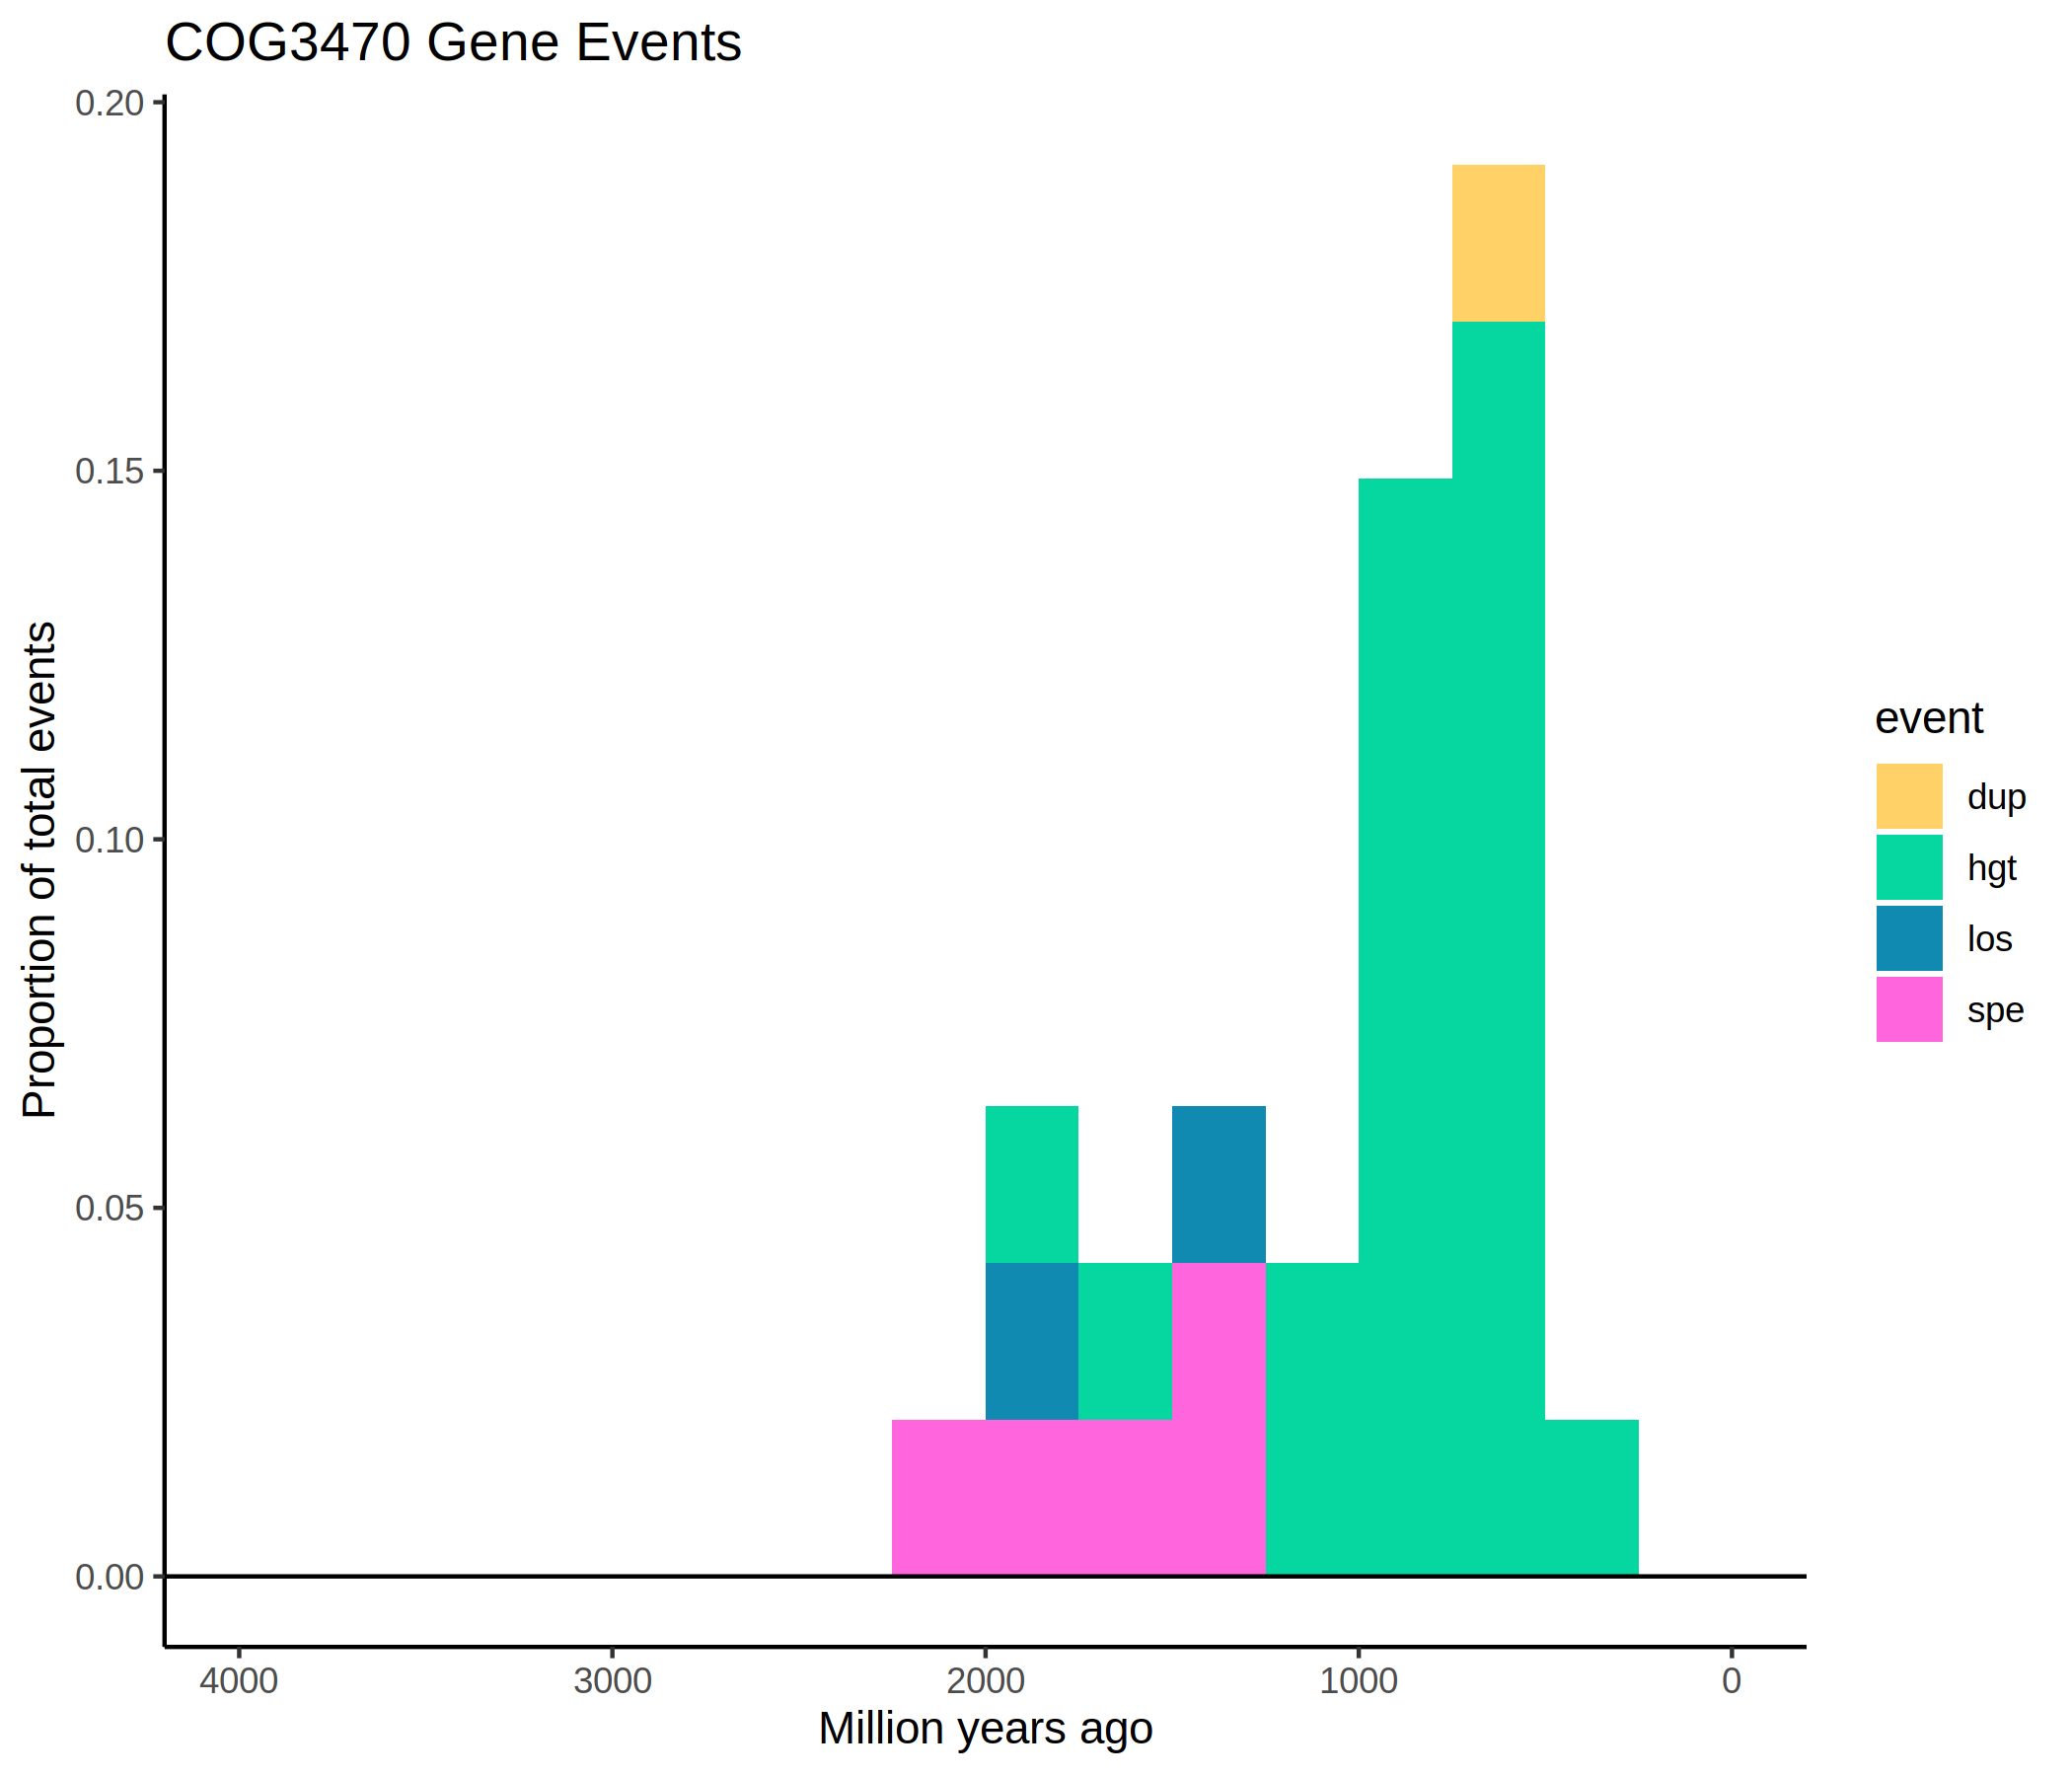 COG3470 Gene Events
0.20
0.15
0.10
0.05
0.00
Proportion of total events
4000 3000 2000 1000 0
Million years ago
event
dup
hgt
los
spe